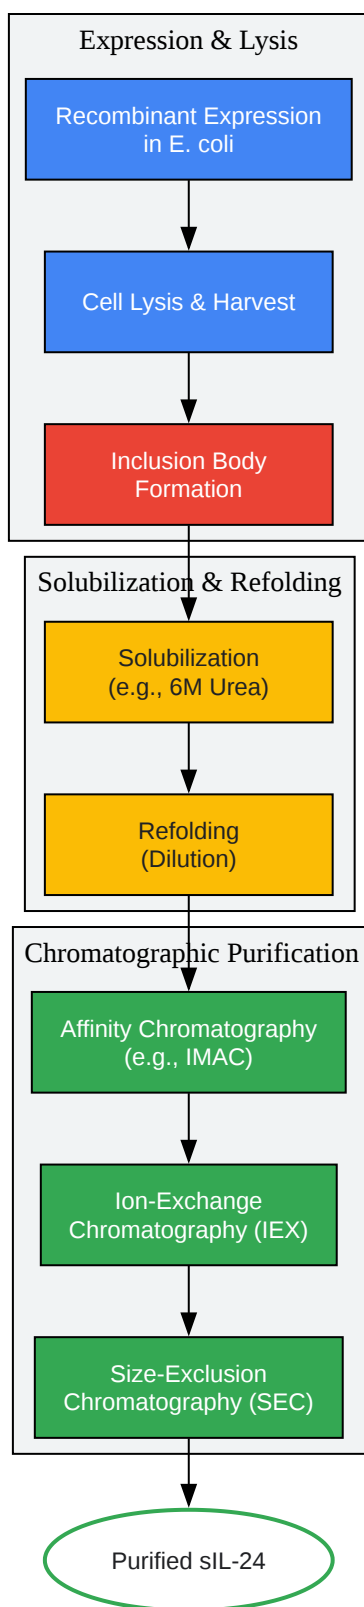 Expression & Lysis
Recombinant Expression
in E. coli
Cell Lysis & Harvest
Inclusion Body
Formation
Solubilization & Refolding
Solubilization
(e.g., 6M Urea)
Refolding
(Dilution)
Chromatographic Purification
Affinity Chromatography
(e.g., IMAC)
Ion-Exchange
Chromatography (IEX)
Size-Exclusion
Chromatography (SEC)
Purified sIL-24